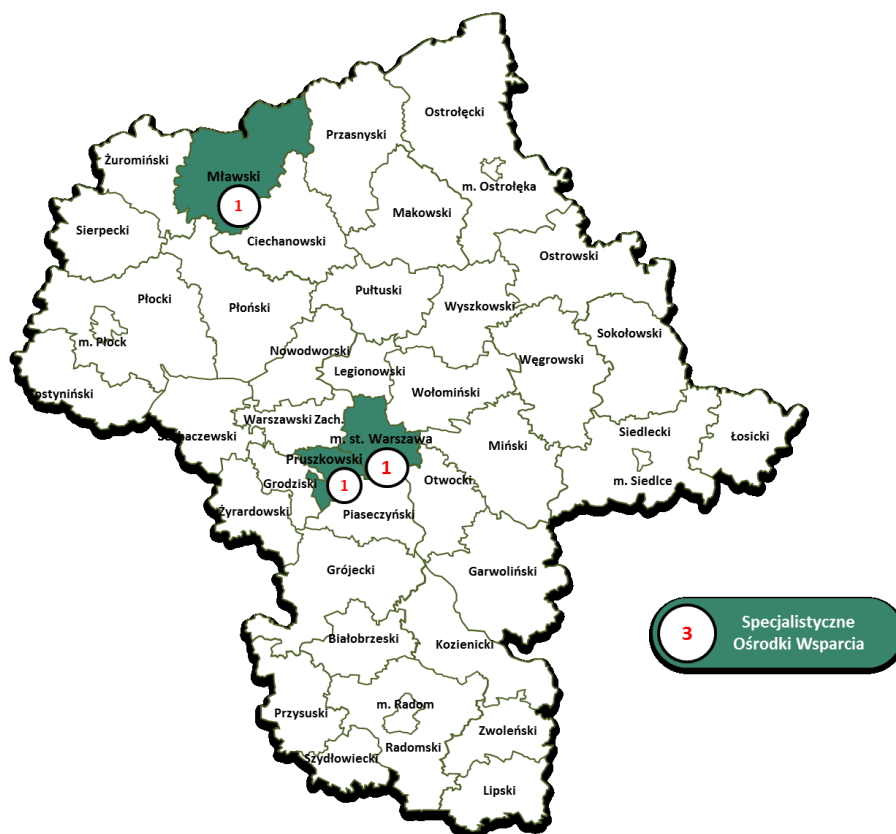 Ostrołęcki
Przasnyski
Żuromiński
Mławski
m. Ostrołęka
1
Makowski
Sierpecki
Ciechanowski
Ostrowski
Pułtuski
Płocki
Płoński
Wyszkowski
Sokołowski
m. Płock
Nowodworski
Węgrowski
Legionowski
ostyniński
Wołomiński
Warszawski Zach.
Siedlecki
Sochaczewski
m. st. Warszawa
Miński
Łosicki
Pruszkowski
1
Grodziski
1
Otwocki
m. Siedlce
Żyrardowski
Piaseczyński
Grójecki
Garwoliński
Specjalistyczne
3
Ośrodki Wsparcia
Białobrzeski
Kozienicki
m. Radom
Przysuski
Zwoleński
Radomski
Szydłowiecki
Lipski